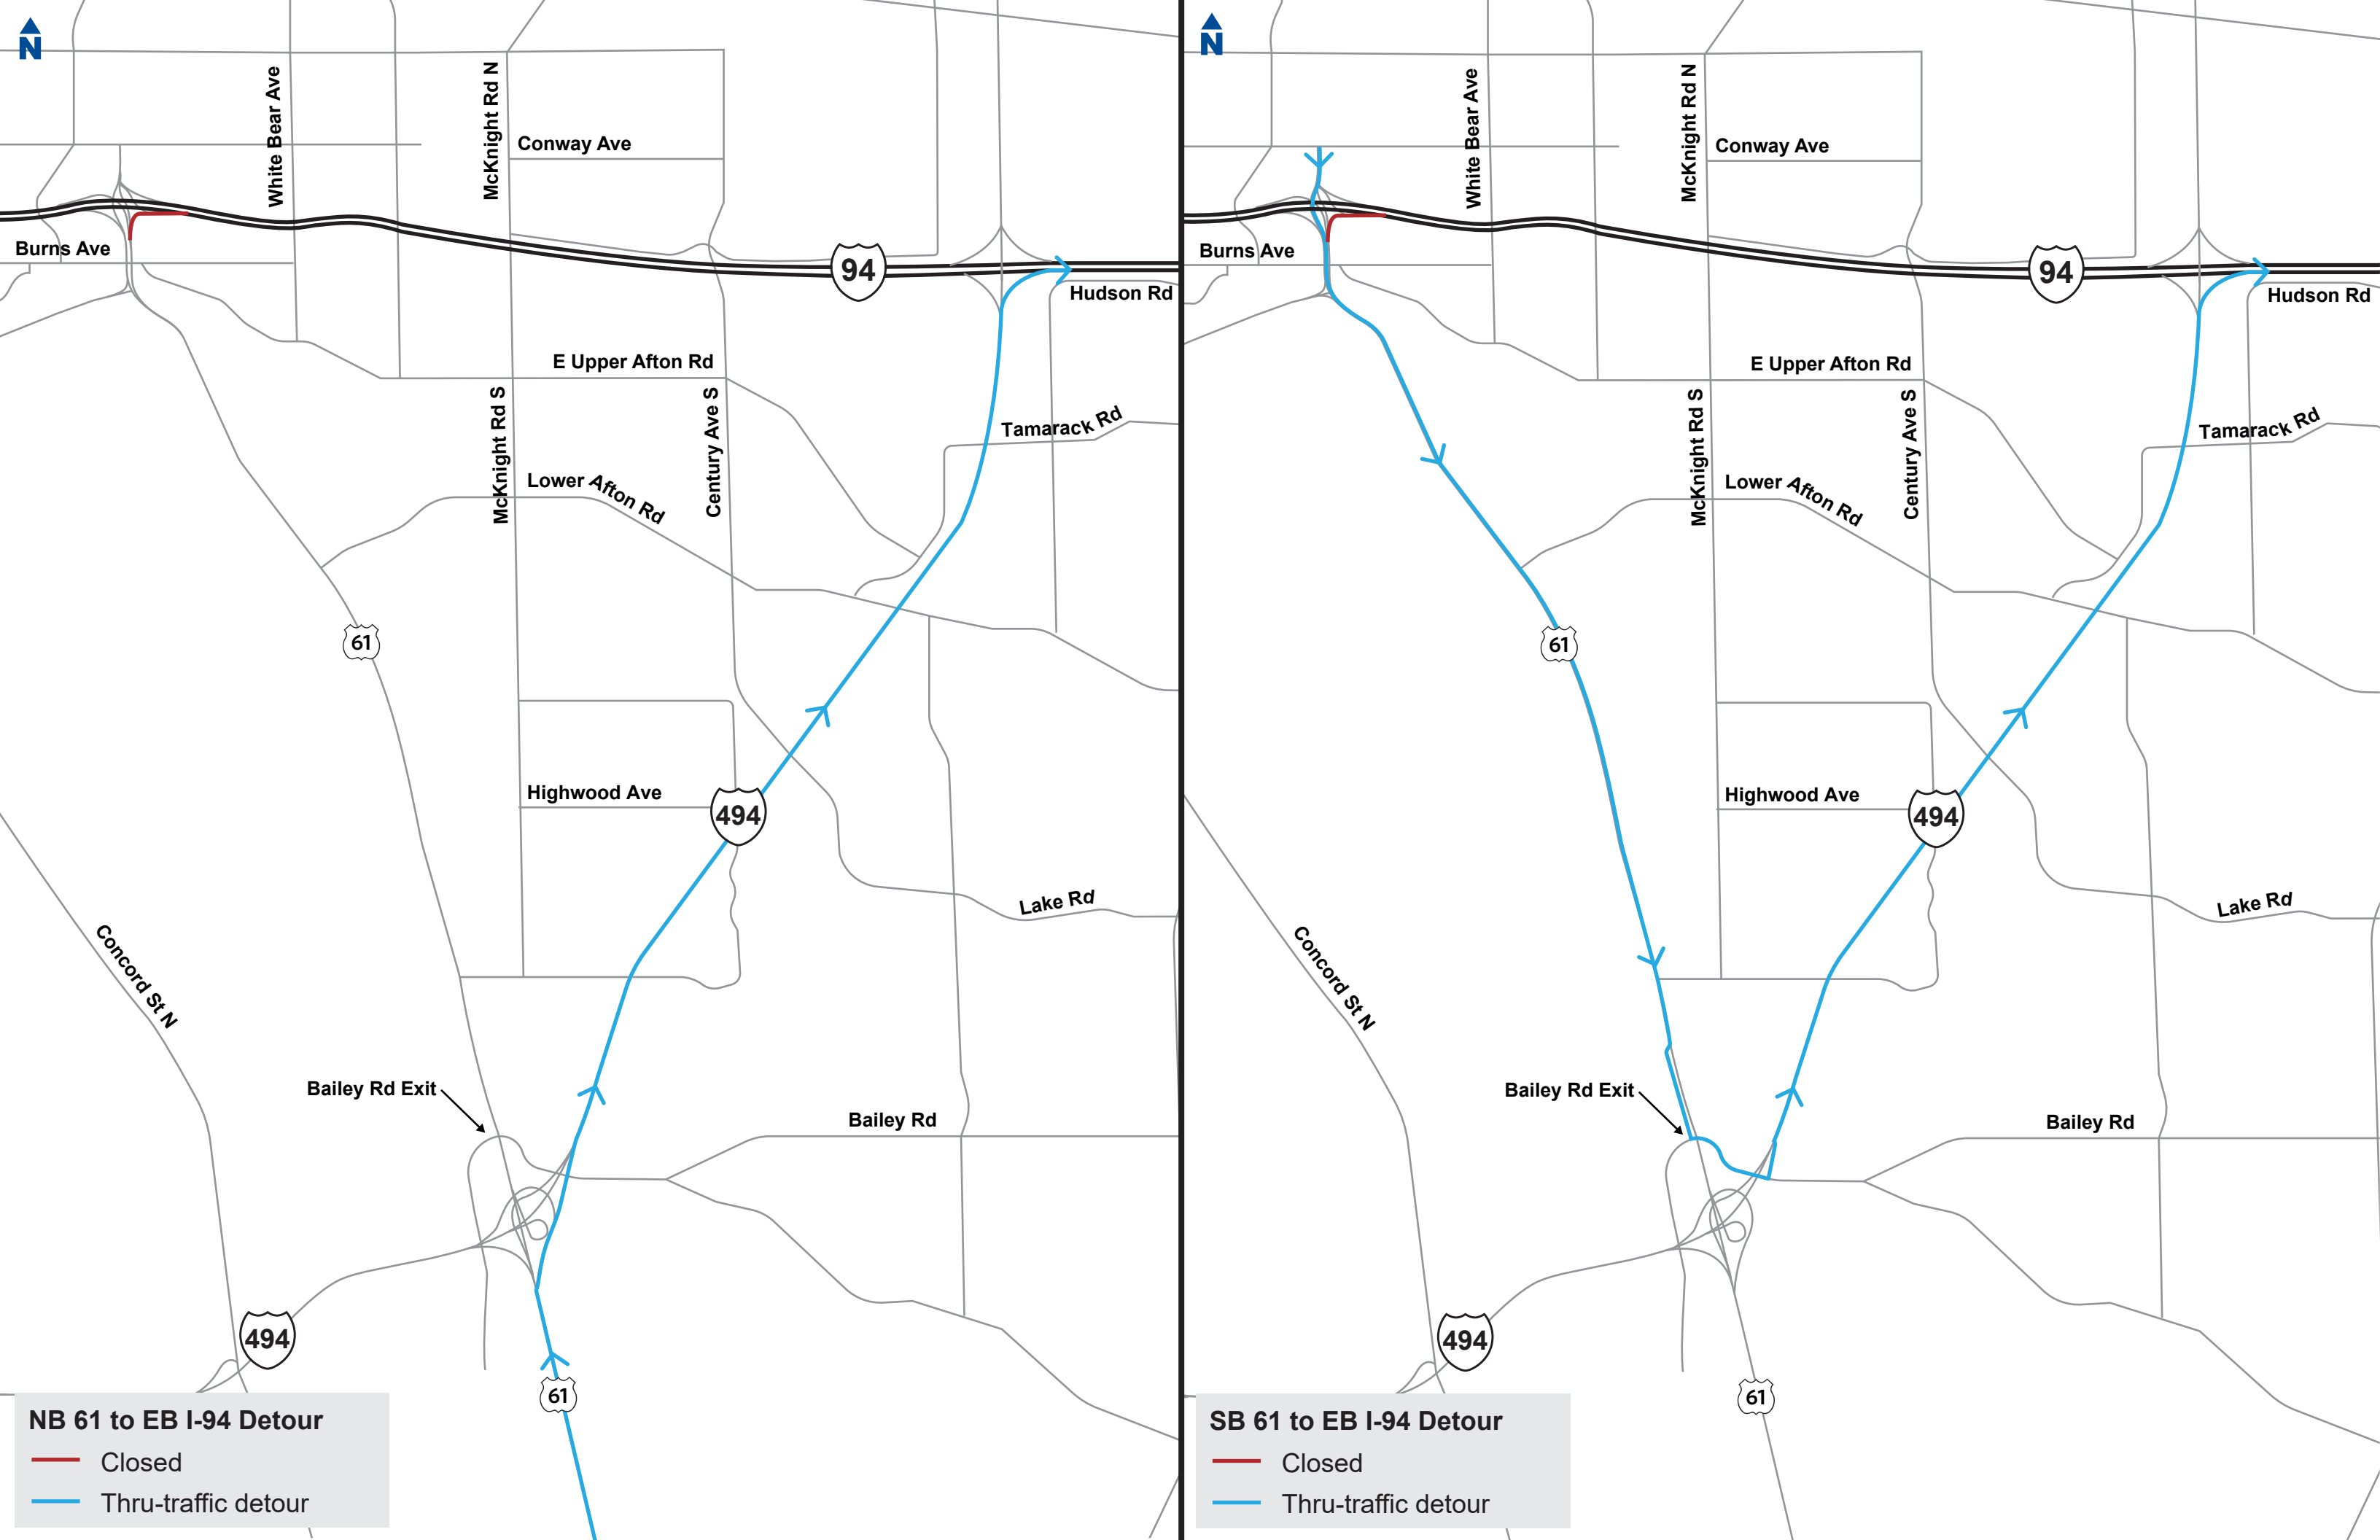 N
White Bear Ave
McKnight Rd N
Conway Ave
Burns Ave
94
Hudson Rd
E Upper Afton Rd
McKnight Rd S
Century Ave S
Tamarack Rd
Lower Afton Rd
61
Highwood Ave
494
Lake Rd
Concord St N
Bailey Rd Exit
Bailey Rd
494
61
NB 61 to EB I-94 Detour
Closed
Thru-traffic detour
N
White Bear Ave
McKnight Rd N
Conway Ave
Burns Ave
94
Hudson Rd
E Upper Afton Rd
McKnight Rd S
Century Ave S
Tamarack Rd
Lower Afton Rd
61
Highwood Ave
494
Lake Rd
Concord St N
Bailey Rd Exit
Bailey Rd
494
61
SB 61 to EB I-94 Detour
Closed
Thru-traffic detour